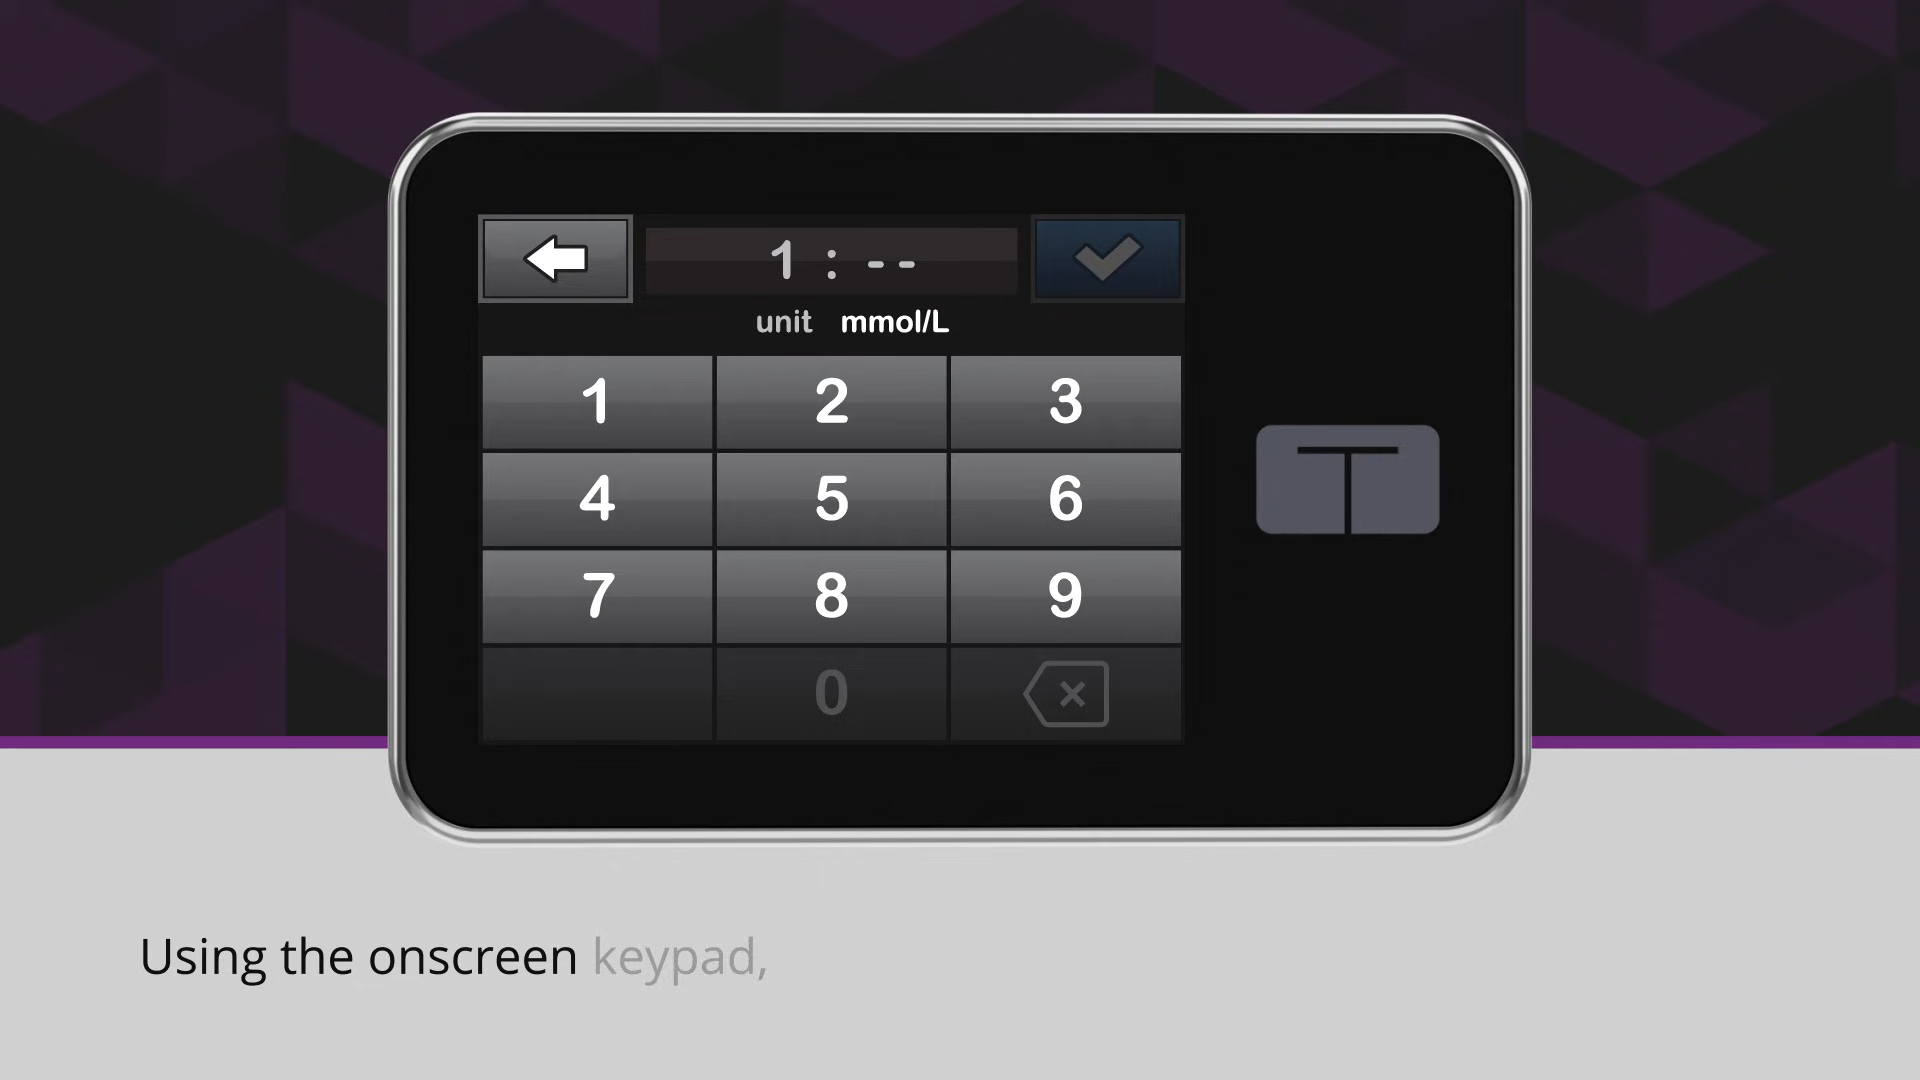 1 : --
unit mmol/L
1 2 3
4 5 6
7 8 9
0
T
Using the onscreen keypad,